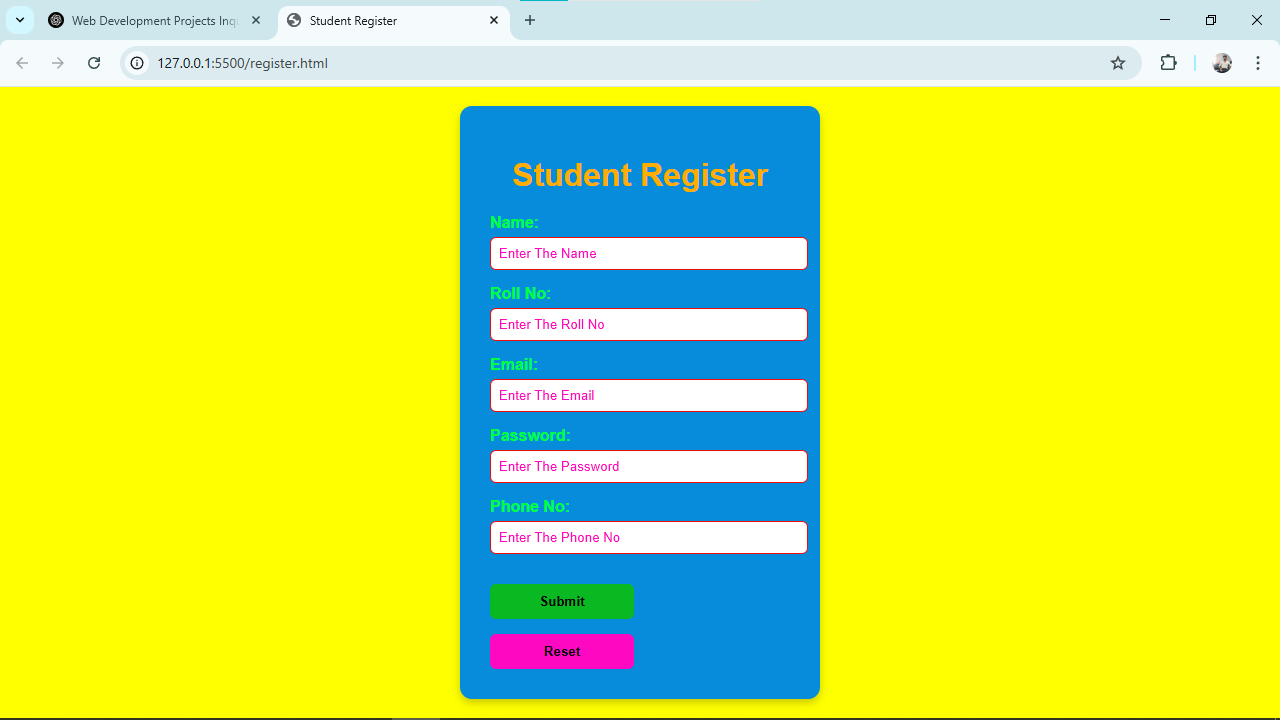 Web Development Projects Inq
Student Register
127.0.0.1:5500/register.html
Student Register
Name:
Enter The Name
Roll No:
Enter The Roll No
Email:
Enter The Email
Password:
Enter The Password
Phone No:
Enter The Phone No
Submit
Reset